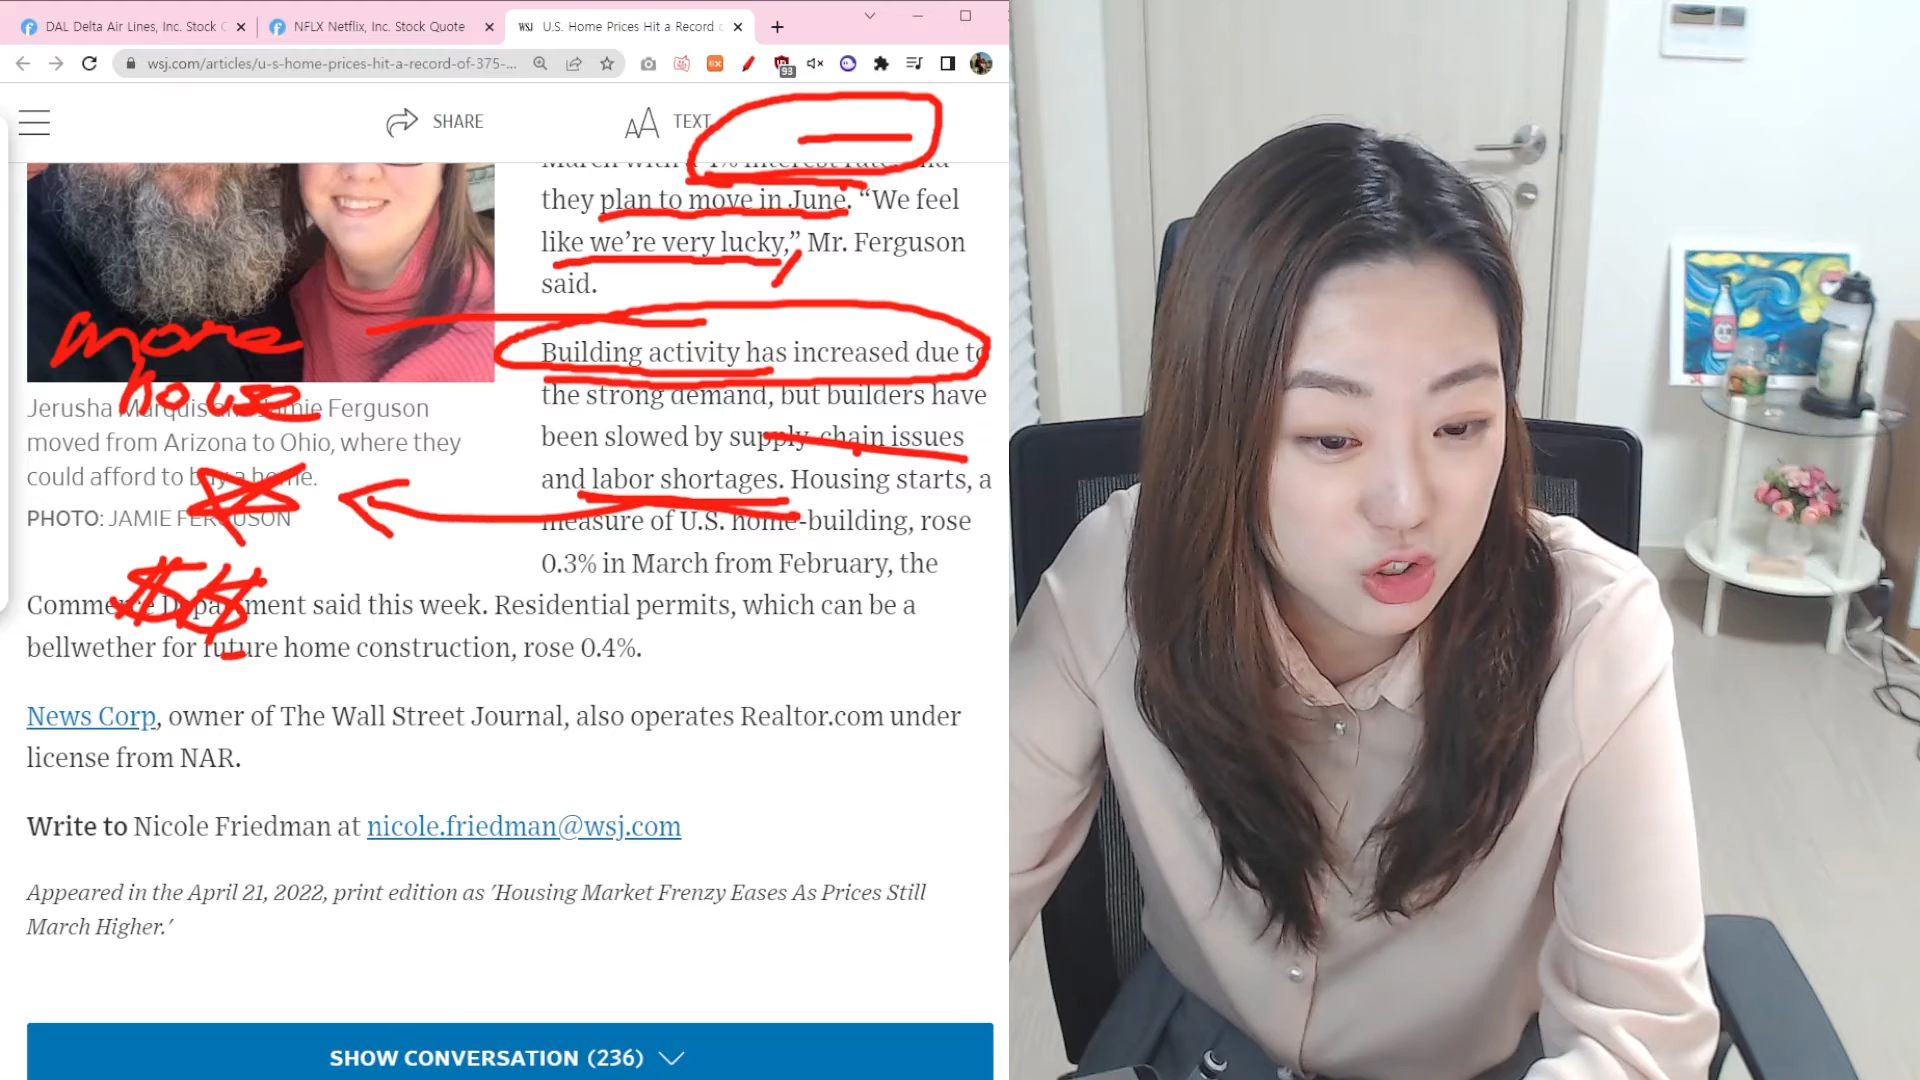 DAL Delta Air Lines, Inc. Stock
NFLX Netflix, Inc. Stock Quote
WSJ U.S. Home Prices Hit a Record
wsj.com/articles/u-s-home-prices-hit-a-record-of-375-...
93
SHARE
TEXT
March with a 4% interest rate, and
they plan to move in June. “We feel
like we’re very lucky,” Mr. Ferguson
said.
more
house
Jerusha Marquis and Jamie Ferguson
moved from Arizona to Ohio, where they
could afford to buy a home.
PHOTO: JAMIE FERGUSON
Building activity has increased due to
the strong demand, but builders have
been slowed by supply-chain issues
and labor shortages. Housing starts, a
measure of U.S. home-building, rose
0.3% in March from February, the
Commerce Department said this week. Residential permits, which can be a
bellwether for future home construction, rose 0.4%.
News Corp, owner of The Wall Street Journal, also operates Realtor.com under
license from NAR.
Write to Nicole Friedman at nicole.friedman@wsj.com
Appeared in the April 21, 2022, print edition as 'Housing Market Frenzy Eases As Prices Still
March Higher.'
SHOW CONVERSATION (236)